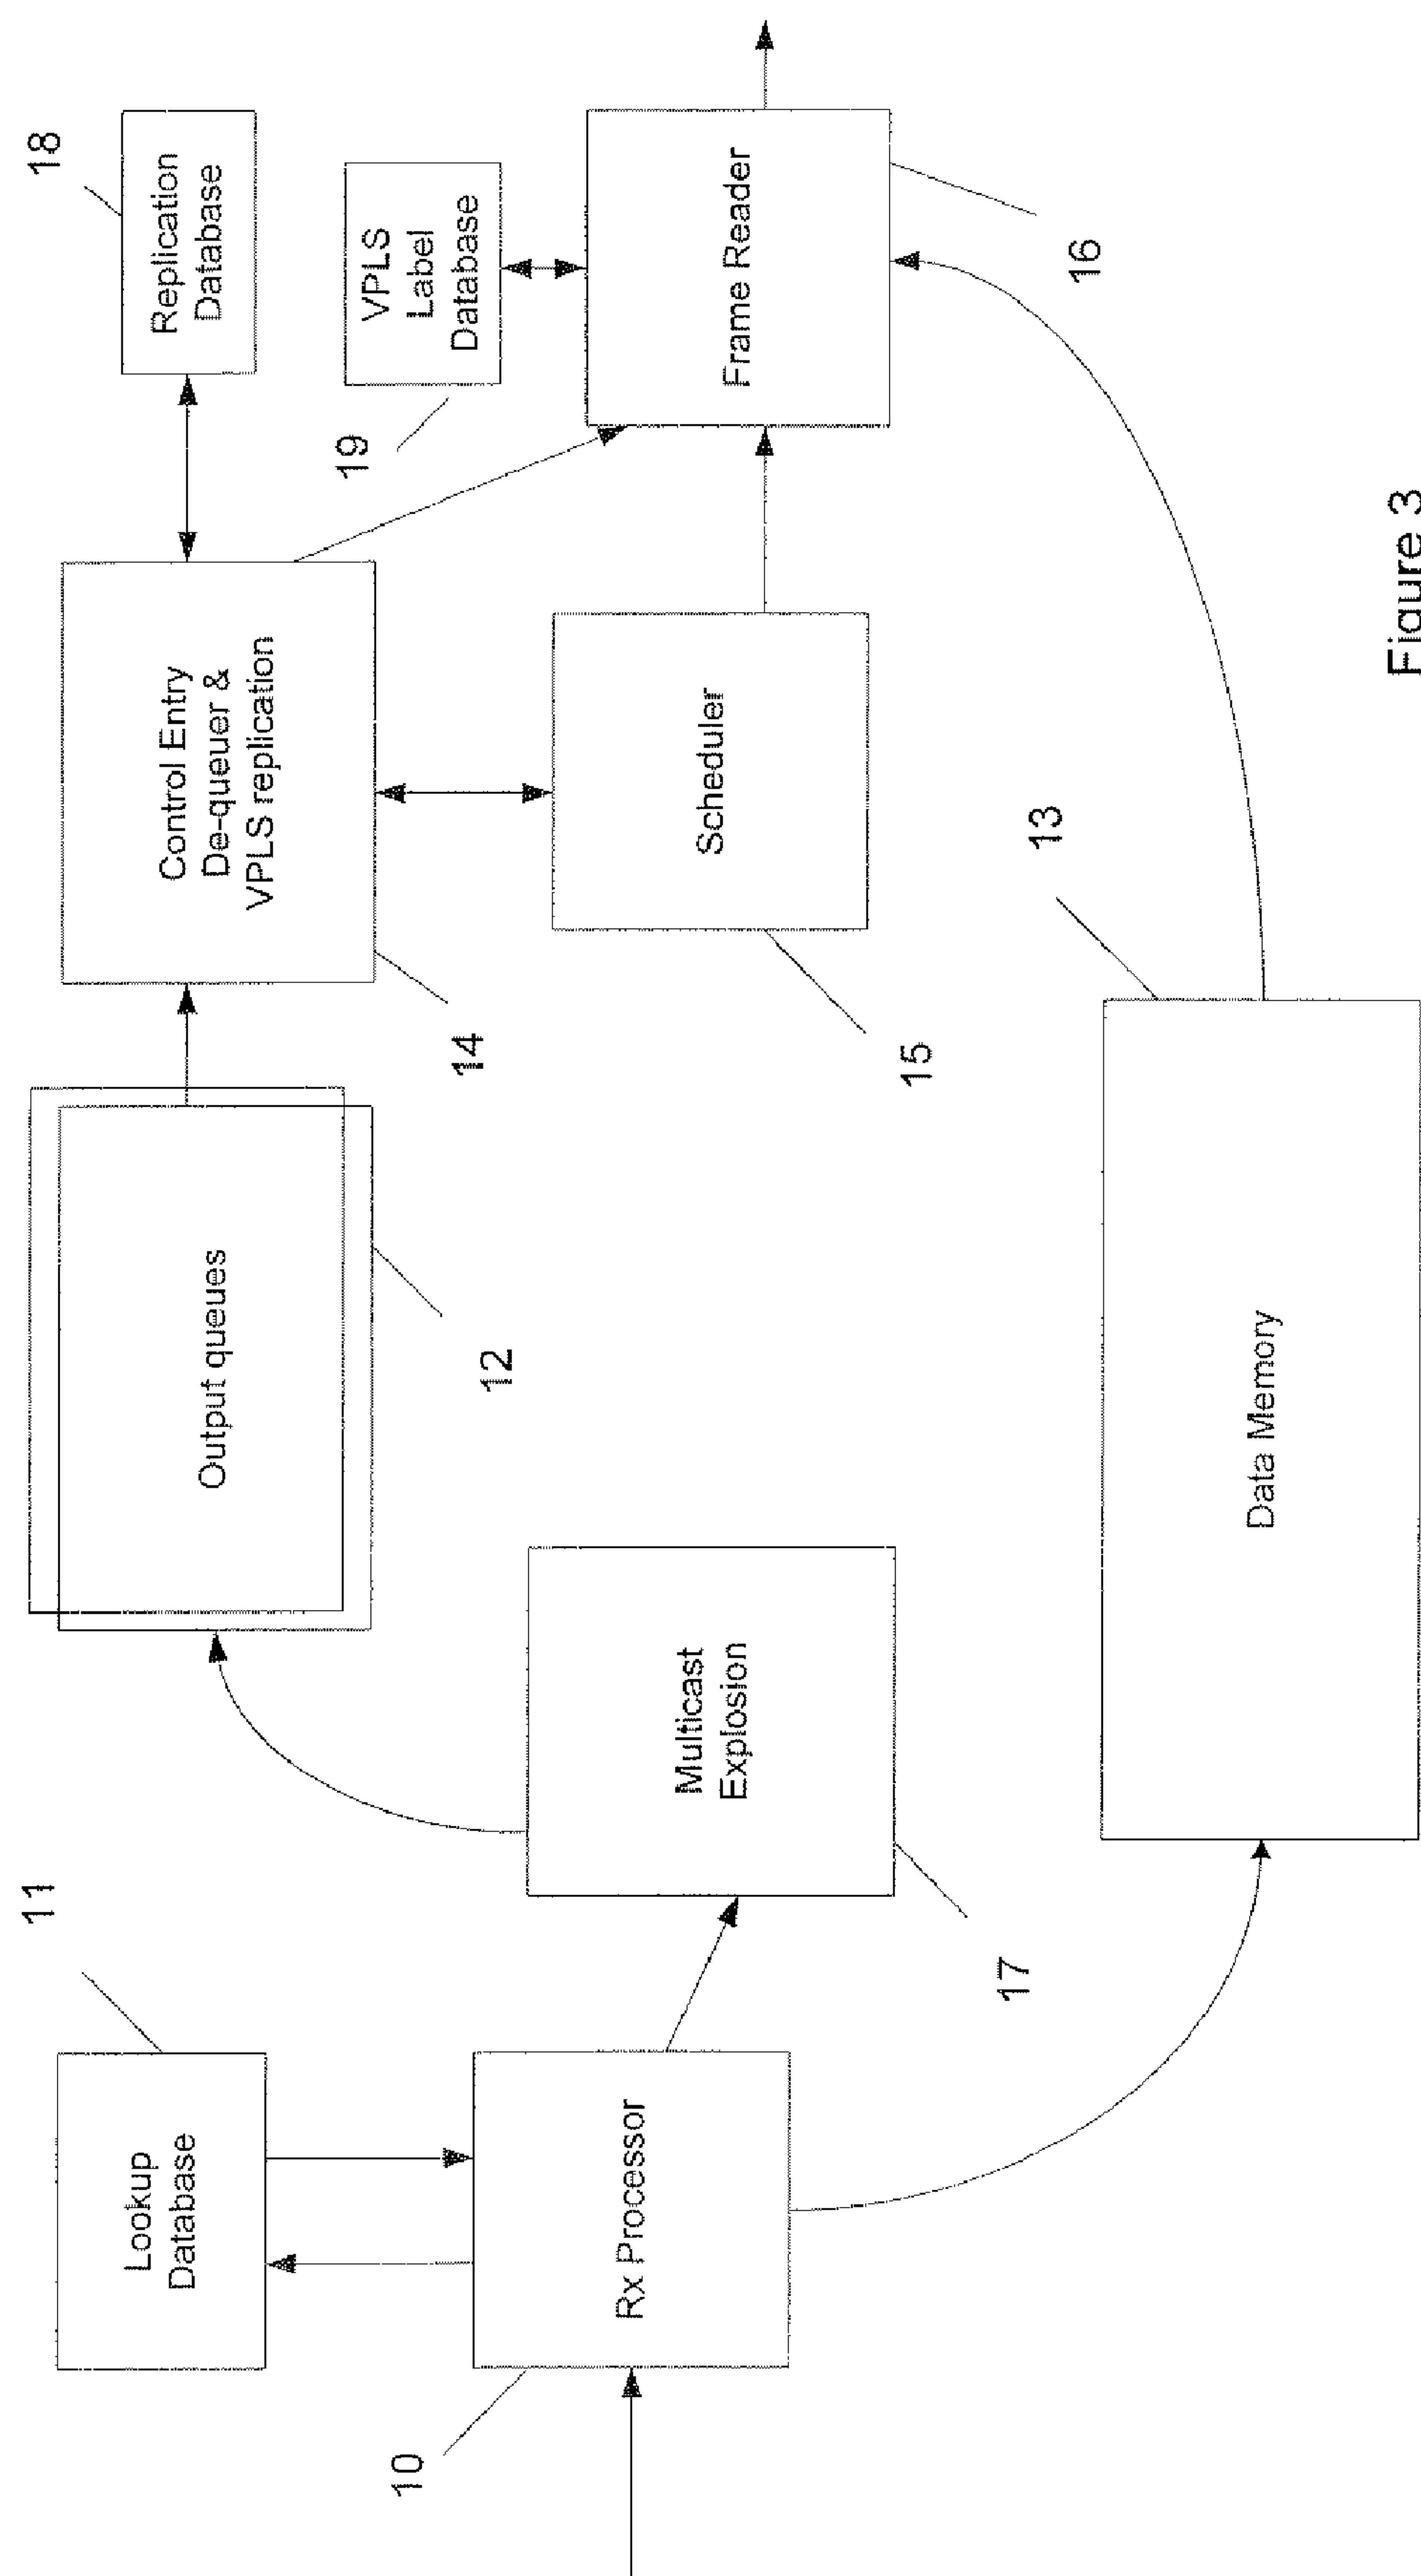 11
Lookup
Database
10
Rx Processor
17
Multicast
Explosion
12
Output queues
13
Data Memory
14
Control Entry
De-queuer &
VPLS replication
15
Scheduler
18
Replication
Database
19
VPLS
Label
Database
16
Frame Reader
Figure 3